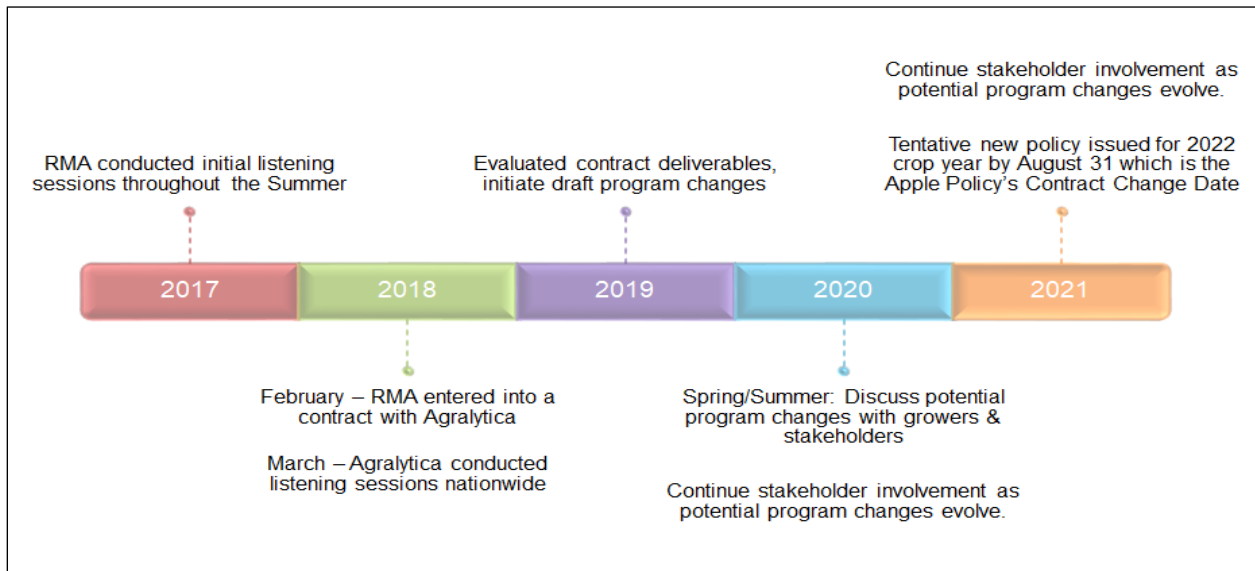 Continue stakeholder involvement as
potential program changes evolve.
RMA conducted initial listening
sessions throughout the Summer
Evaluated contract deliverables,
initiate draft program changes
Tentative new policy issued for 2022
crop year by August 31 which is the
Apple Policy's Contract Change Date
2017
2018
2019
2020
2021
February – RMA entered into a
contract with Agralytica
March – Agralytica conducted
listening sessions nationwide
Spring/Summer: Discuss potential
program changes with growers &
stakeholders
Continue stakeholder involvement as
potential program changes evolve.